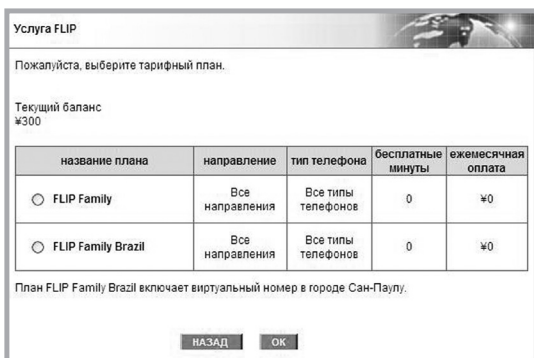 Услуга FLIP
Пожалуйста, выберите тарифный план.
Текущий баланс
¥300
название плана направление тип телефона бесплатные минуты ежемесячная оплата
FLIP Family Все направления Все типы телефонов 0 ¥0
FLIP Family Brazil Все направления Все типы телефонов 0 ¥0
План FLIP Family Brazil включает виртуальный номер в городе Сан-Паулу.
НАЗАД OK